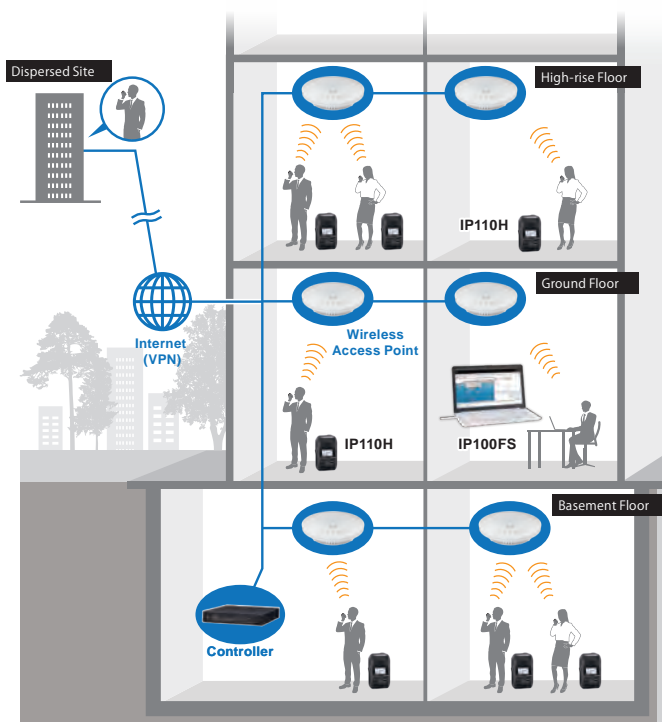 Dispersed Site
High-rise Floor
IP110H
Ground Floor
Internet
(VPN)
Wireless
Access Point
IP110H
IP100FS
Basement Floor
Controller